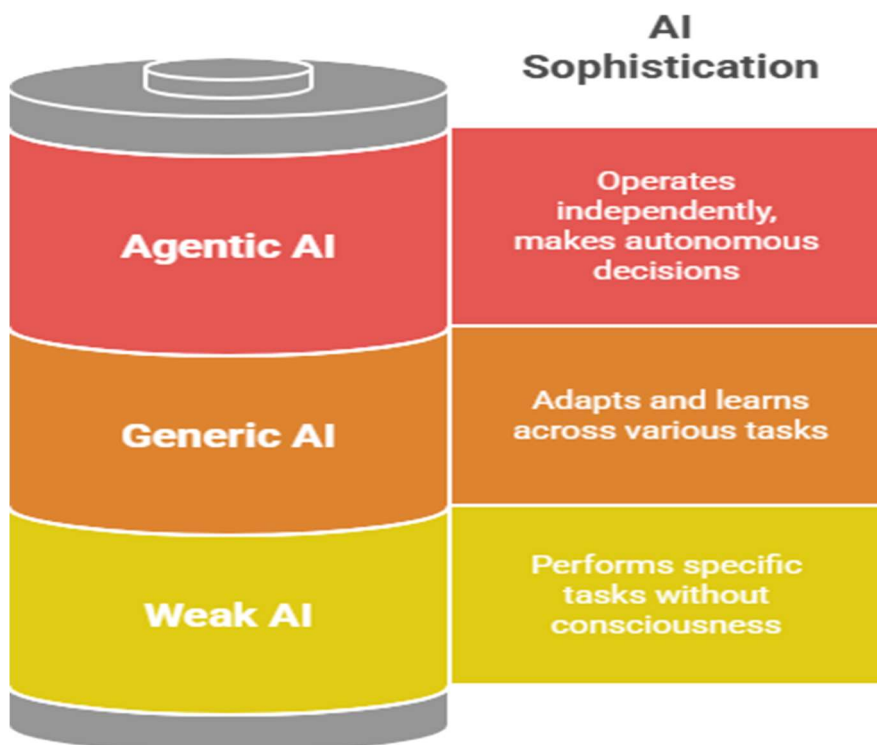 AI
Sophistication
Agentic AI
Operates
independently,
makes autonomous
decisions
Generic AI
Adapts and learns
across various tasks
Weak AI
Performs specific
tasks without
consciousness